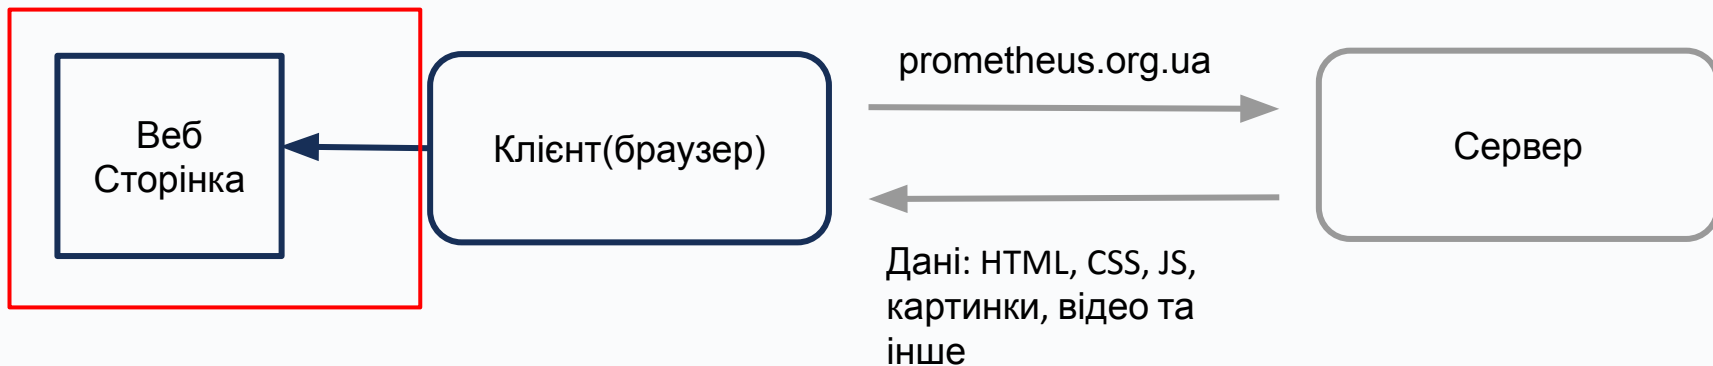 Веб
Сторінка
Клієнт(браузер)
prometheus.org.ua
Дані: HTML, CSS, JS,
картинки, відео та
інше
Сервер